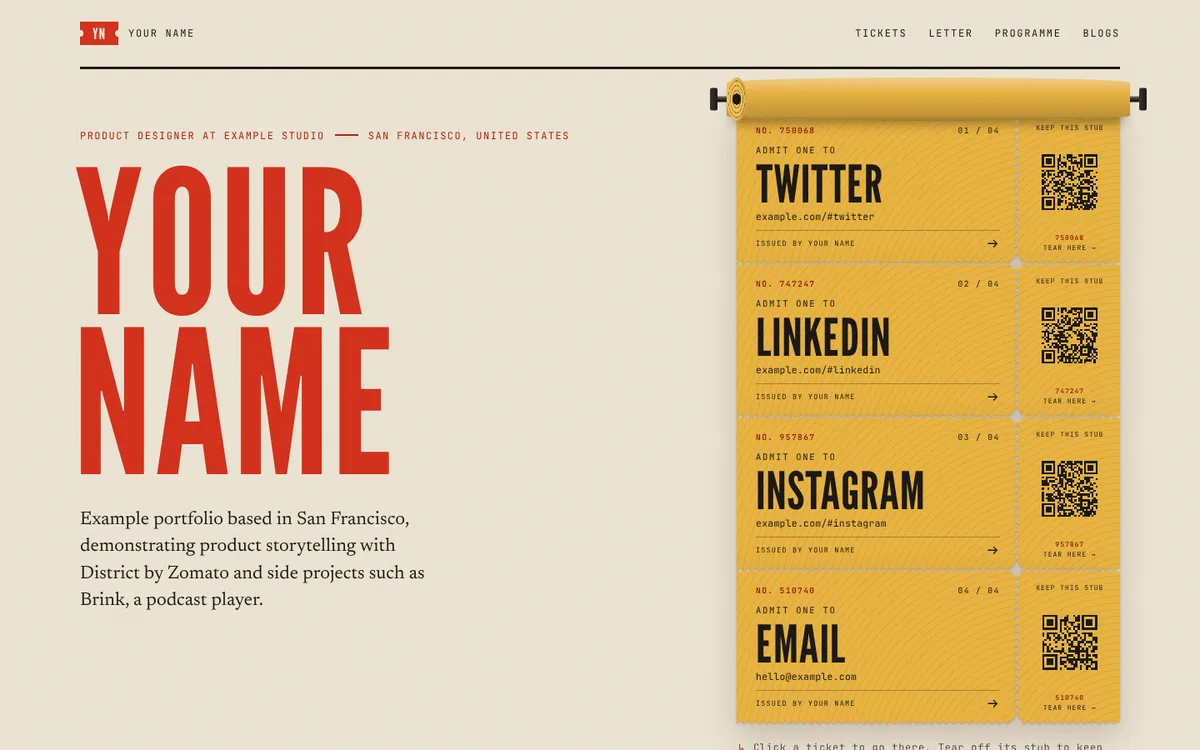 YN YOUR NAME
TICKETS LETTER PROGRAMME BLOGS
PRODUCT DESIGNER AT EXAMPLE STUDIO — SAN FRANCISCO, UNITED STATES
YOUR
NAME
Example portfolio based in San Francisco,
demonstrating product storytelling with
District by Zomato and side projects such as
Brink, a podcast player.
NO. 750068 01 / 04
ADMIT ONE TO
TWITTER
example.com/#twitter
ISSUED BY YOUR NAME →
KEEP THIS STUB
750068
TEAR HERE →
NO. 747247 02 / 04
ADMIT ONE TO
LINKEDIN
example.com/#linkedin
ISSUED BY YOUR NAME →
KEEP THIS STUB
747247
TEAR HERE →
NO. 957867 03 / 04
ADMIT ONE TO
INSTAGRAM
example.com/#instagram
ISSUED BY YOUR NAME →
KEEP THIS STUB
957867
TEAR HERE →
NO. 510740 04 / 04
ADMIT ONE TO
EMAIL
hello@example.com
ISSUED BY YOUR NAME →
KEEP THIS STUB
510740
TEAR HERE →
↳ Click a ticket to go there. Tear off its stub to keep